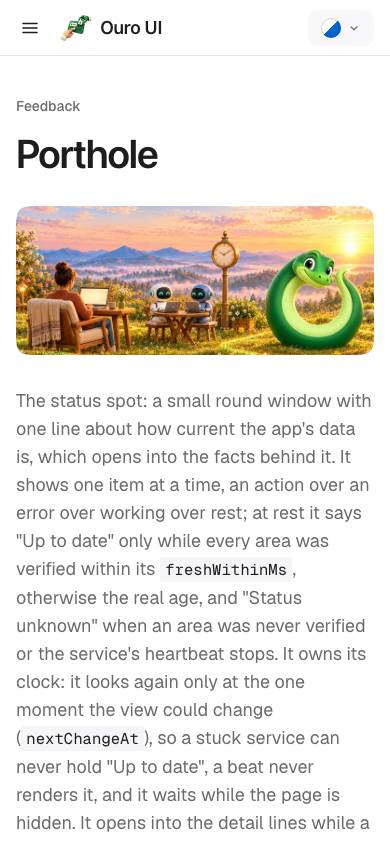 Ouro UI
Feedback
Porthole
The status spot: a small round window with
one line about how current the app's data
is, which opens into the facts behind it. It
shows one item at a time, an action over an
error over working over rest; at rest it says
"Up to date" only while every area was
verified within its freshWithinMs,
otherwise the real age, and "Status
unknown" when an area was never verified
or the service's heartbeat stops. It owns its
clock: it looks again only at the one
moment the view could change
(nextChangeAt), so a stuck service can
never hold "Up to date", a beat never
renders it, and it waits while the page is
hidden. It opens into the detail lines while a